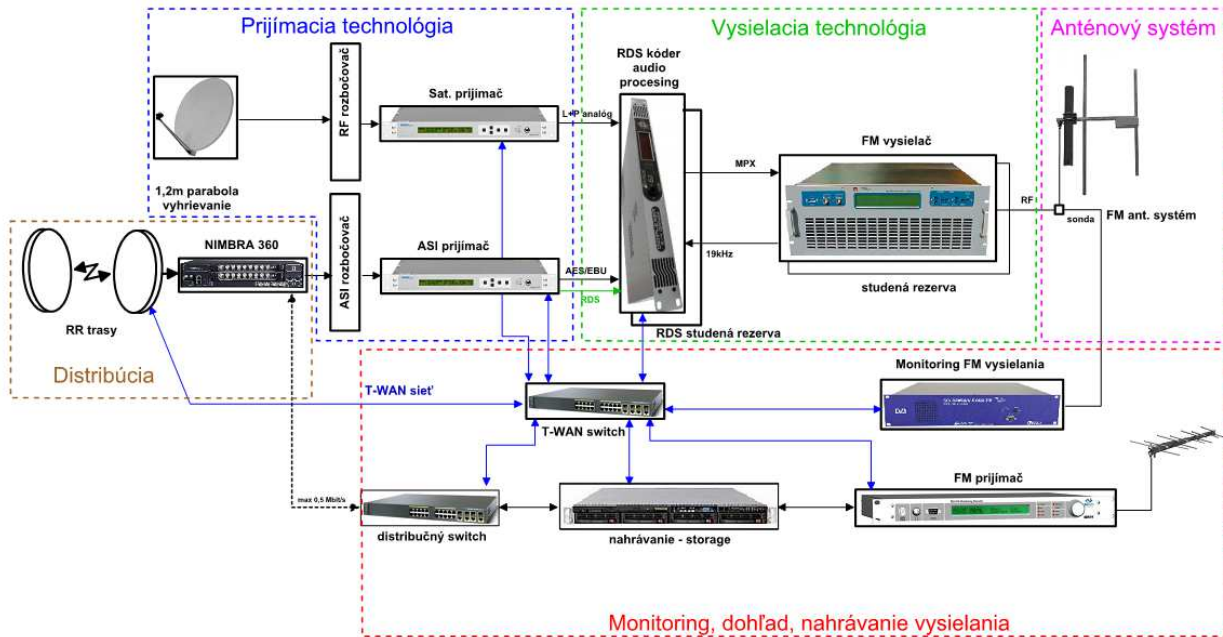 Prijímacia technológia
Vysielacia technológia
Anténový systém
RDS kóder
audio
procesing
Sat. prijímač
RF rozbočovač
L+P analóg
FM vysielač
MPX
RF
1,2m parabola
vyhrievanie
sonda
FM ant. systém
NIMBRA 360
ASI rozbočovač
ASI prijímač
AES/EBU
RDS
19kHz
studená rezerva
RR trasy
RDS studená rezerva
Distribúcia
Monitoring FM vysielania
T-WAN sieť
T-WAN switch
FM prijímač
max 0,5 Mbit/s
distribučný switch
nahrávanie - storage
Monitoring, dohľad, nahrávanie vysielania